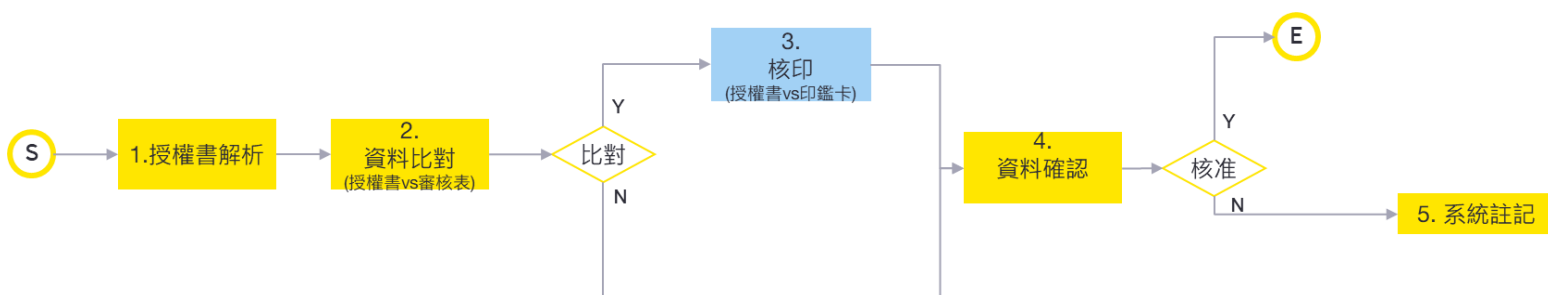 S
1.授權書解析
2.
資料比對
(授權書vs審核表)
比對
Y
N
3.
核印
(授權書vs印鑑卡)
4.
資料確認
核准
Y
N
E
5. 系統註記